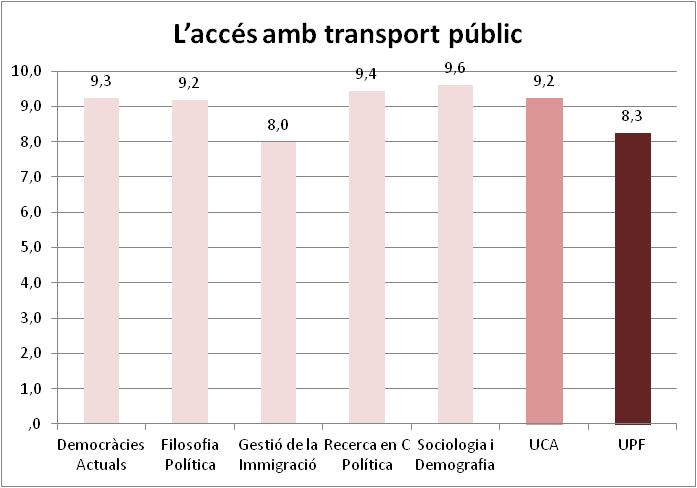 L'accés amb transport públic
10,0
9,0
8,0
7,0
6,0
5,0
4,0
3,0
2,0
1,0
,0
9,3
9,2
8,0
9,4
9,6
9,2
8,3
Democràcies
Actuals
Filosofia
Política
Gestió de la
Immigració
Recerca en C
Política
Sociologia i
Demografia
UCA
UPF